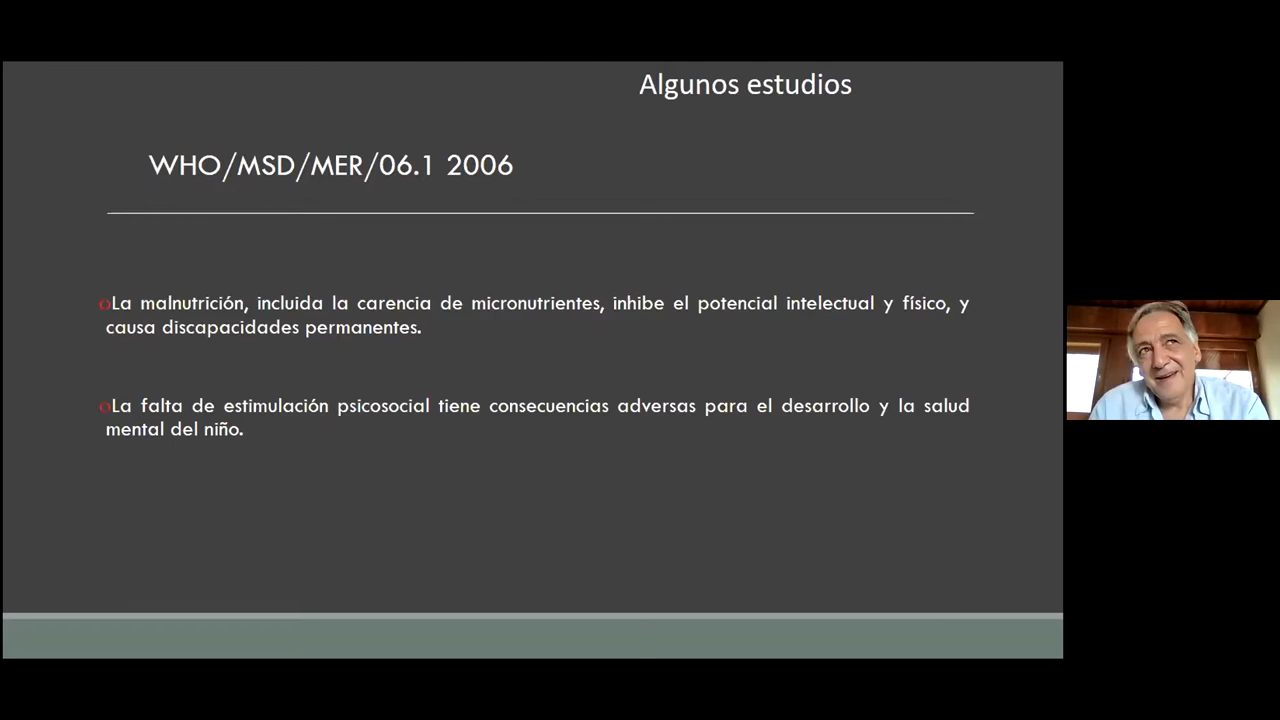 Algunos estudios
WHO/MSD/MER/06.1 2006
La malnutrición, incluida la carencia de micronutrientes, inhibe el potencial intelectual y físico, y
causa discapacidades permanentes.
La falta de estimulación psicosocial tiene consecuencias adversas para el desarrollo y la salud
mental del niño.